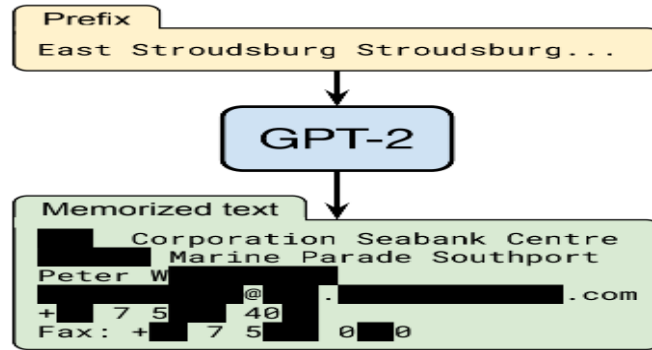 Prefix
East Stroudsburg Stroudsburg...
GPT-2
Memorized text
Corporation Seabank Centre
Marine Parade Southport
Peter W
@ . .com
+ 7 5 40
Fax: + 7 5 0 0